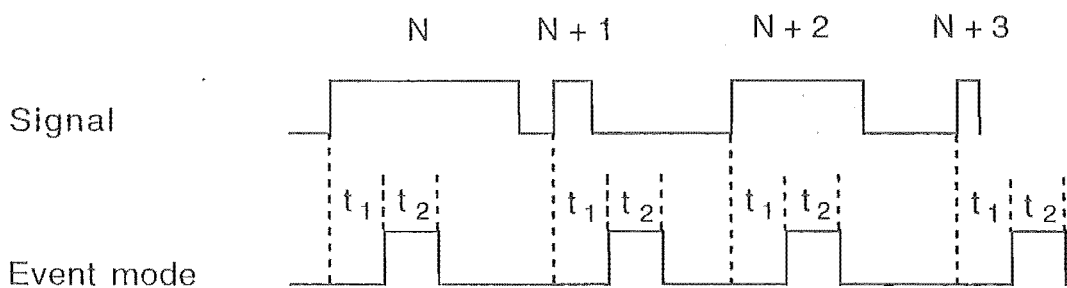 N N + 1 N + 2 N + 3
Signal
t1 t2 t1 t2 t1 t2 t1 t2
Event mode